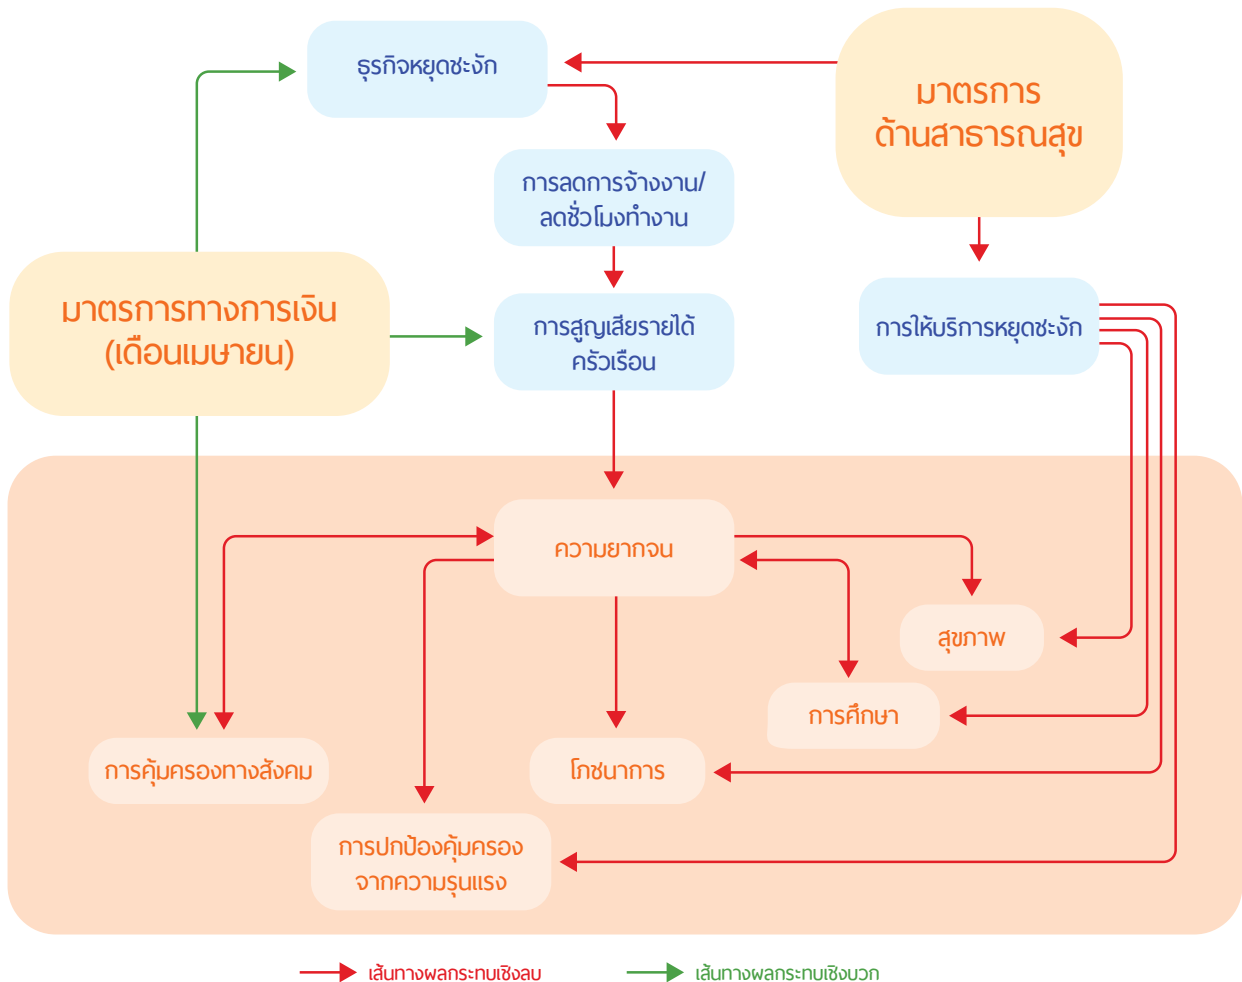 ธุรกิจหยุดชะงัก
มาตรการ
ด้านสาธารณสุข
การลดการจ้างงาน/
ลดชั่วโมงทำงาน
มาตรการทางการเงิน
(เดือนเมษายน)
การสูญเสียรายได้
ครัวเรือน
การให้บริการหยุดชะงัก
ความยากจน
สุขภาพ
การศึกษา
การคุ้มครองทางสังคม
โภชนาการ
การปกป้องคุ้มครอง
จากความรุนแรง
เส้นทางผลกระทบเชิงลบ
เส้นทางผลกระทบเชิงบวก